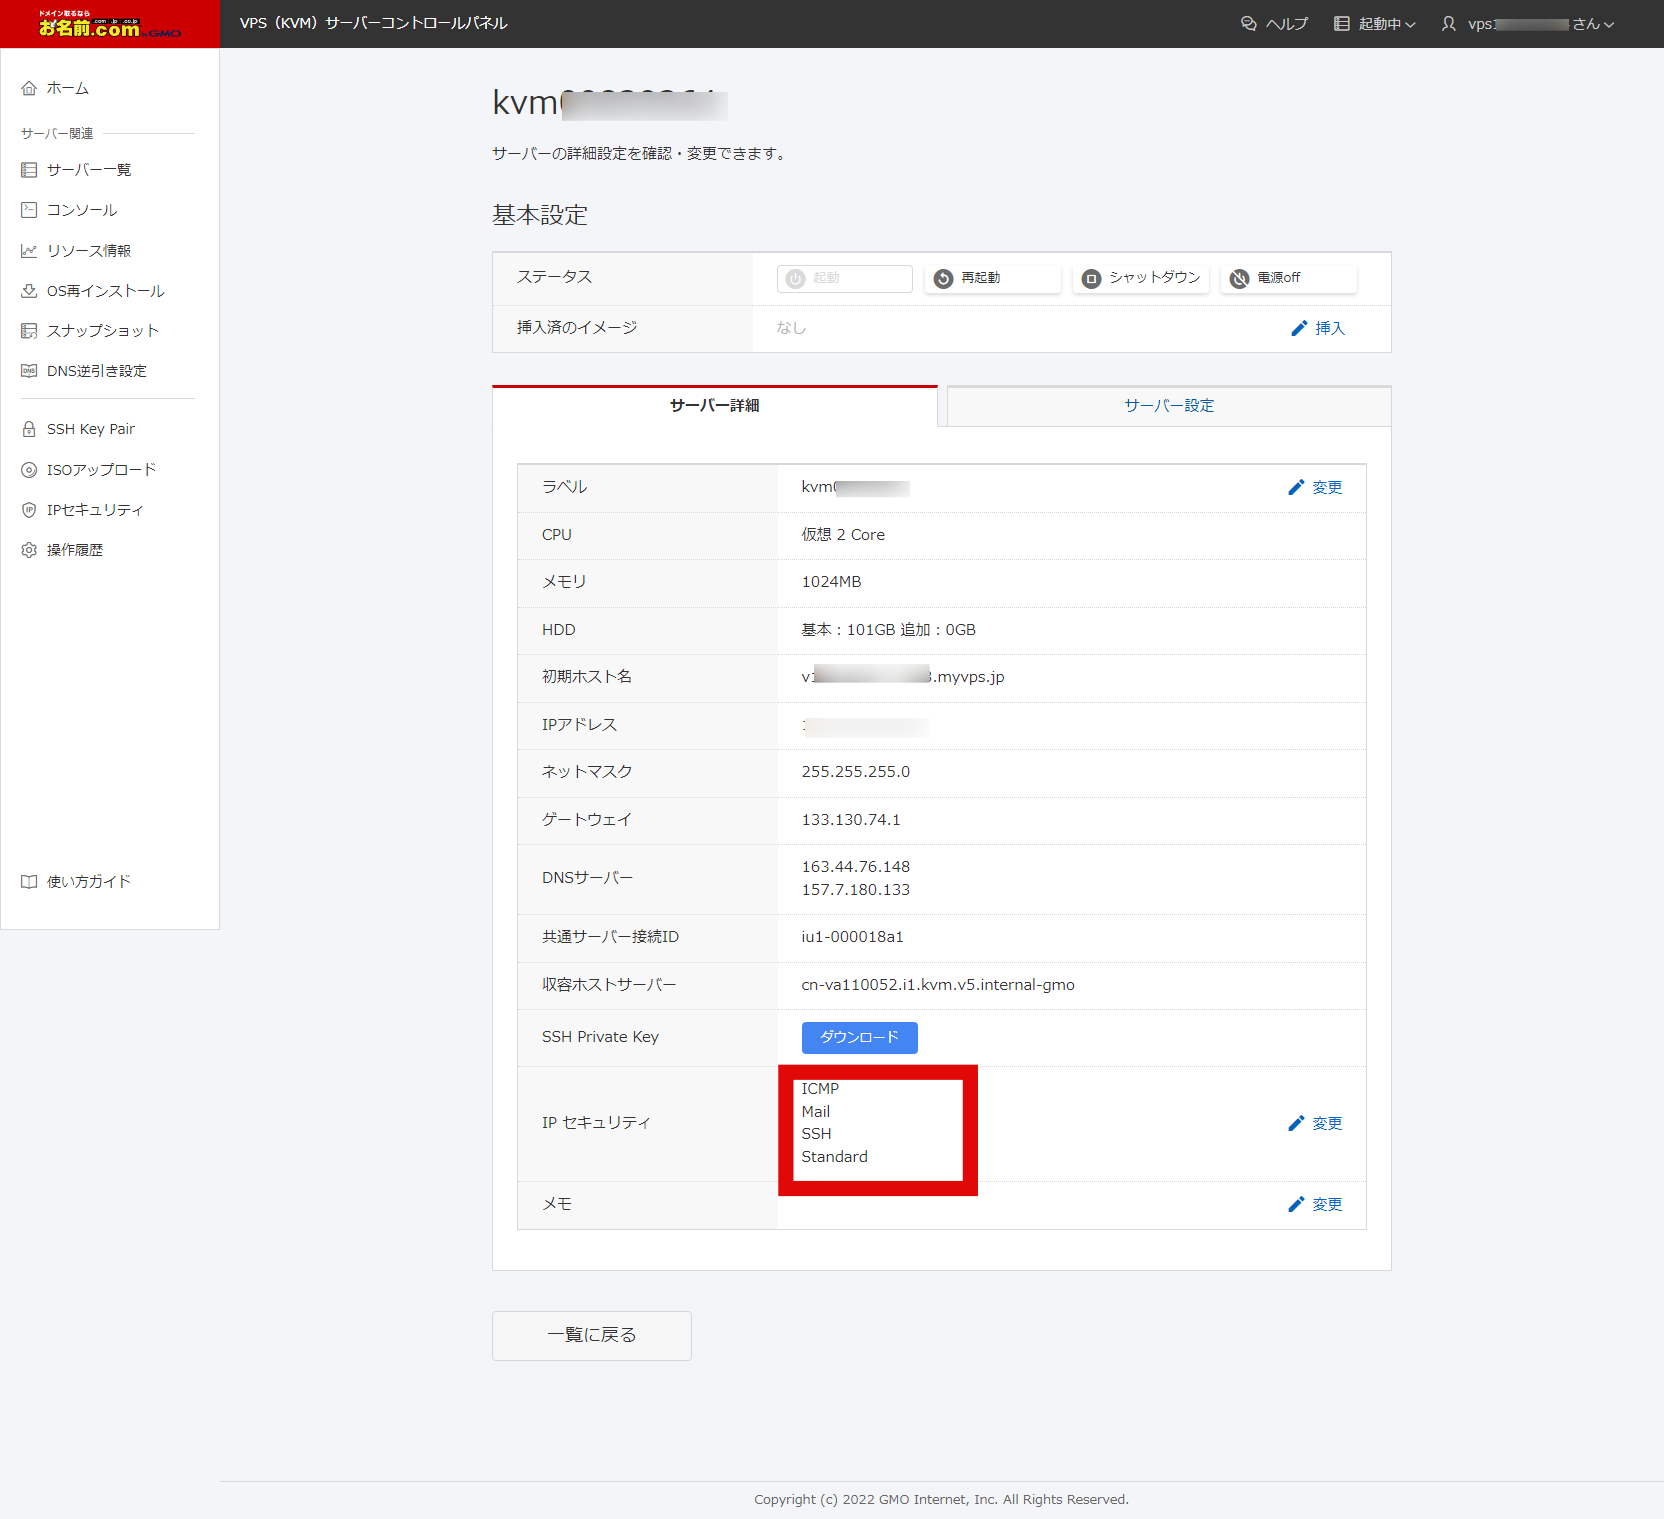 ドメイン取るなら
お名前.com by GMO
VPS（KVM）サーバーコントロールパネル
ヘルプ
起動中
vps さん
ホーム
サーバー関連
サーバー一覧
コンソール
リソース情報
OS再インストール
スナップショット
DNS逆引き設定
SSH Key Pair
ISOアップロード
IPセキュリティ
操作履歴
使い方ガイド
kvm
サーバーの詳細設定を確認・変更できます。
基本設定
ステータス 起動 再起動 シャットダウン 電源off
挿入済のイメージ なし 挿入
サーバー詳細 サーバー設定
ラベル kvm 変更
CPU 仮想 2 Core
メモリ 1024MB
HDD 基本：101GB 追加：0GB
初期ホスト名 v .myvps.jp
IPアドレス
ネットマスク 255.255.255.0
ゲートウェイ 133.130.74.1
DNSサーバー 163.44.76.148
157.7.180.133
共通サーバー接続ID iu1-000018a1
収容ホストサーバー cn-va110052.i1.kvm.v5.internal-gmo
SSH Private Key ダウンロード
IP セキュリティ 変更
ICMP
Mail
SSH
Standard
メモ 変更
一覧に戻る
Copyright (c) 2022 GMO Internet, Inc. All Rights Reserved.